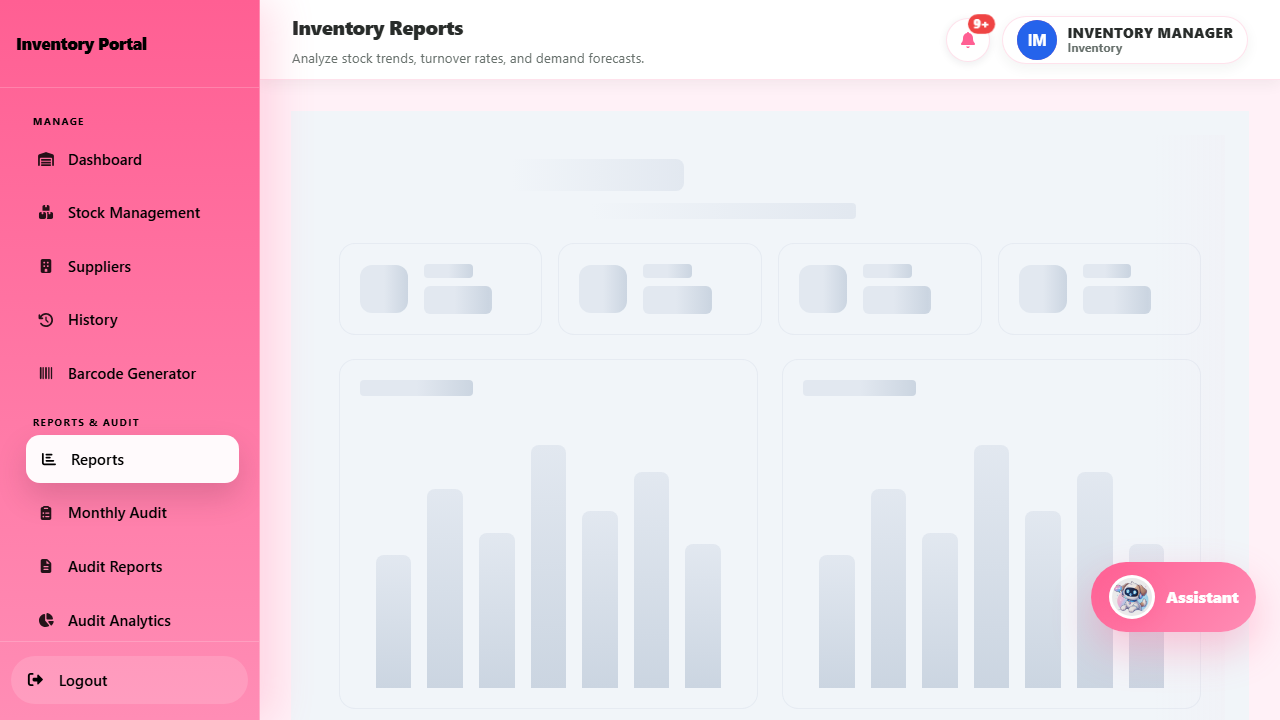 Inventory Portal
MANAGE
Dashboard
Stock Management
Suppliers
History
Barcode Generator
REPORTS & AUDIT
Reports
Monthly Audit
Audit Reports
Audit Analytics
Logout
Inventory Reports
Analyze stock trends, turnover rates, and demand forecasts.
9+
IM
INVENTORY MANAGER
Inventory
Assistant